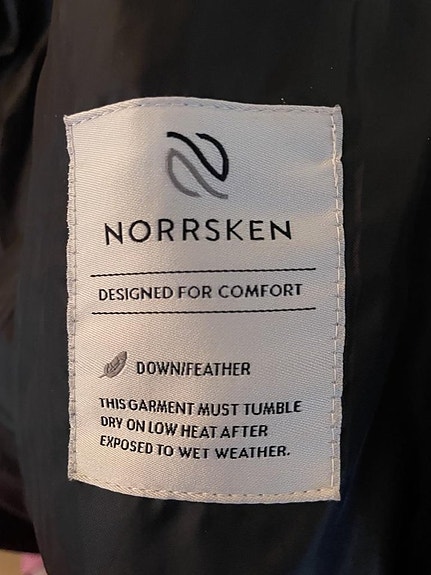 NORRSKEN
DESIGNED FOR COMFORT
DOWN/FEATHER
THIS GARMENT MUST TUMBLE
DRY ON LOW HEAT AFTER
EXPOSED TO WET WEATHER.